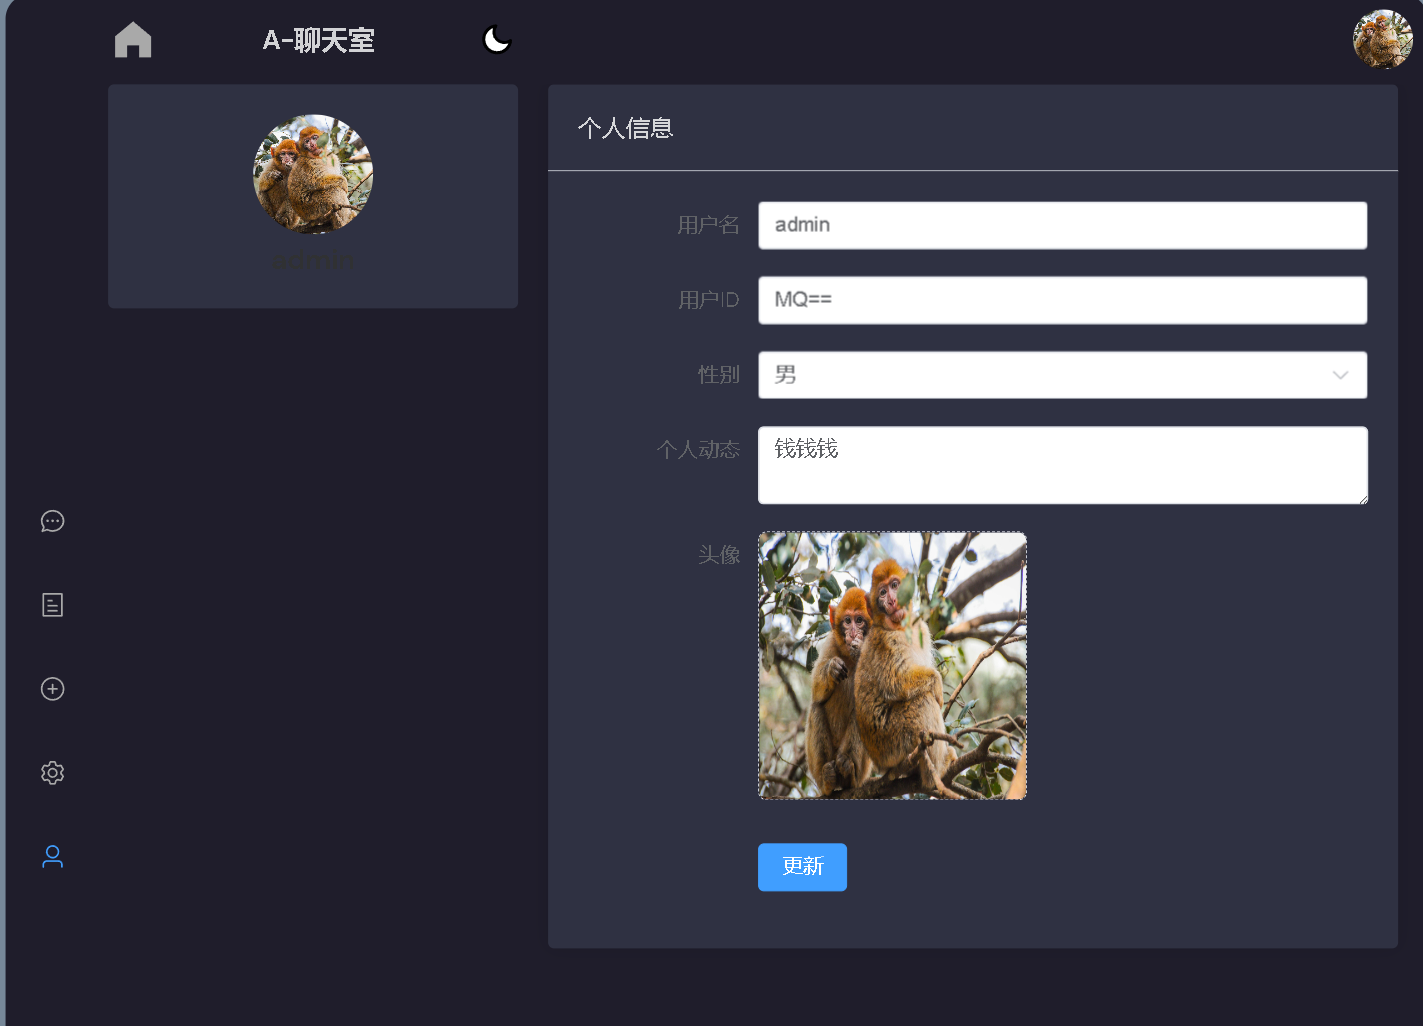 A-聊天室
admin
个人信息
用户名
admin
用户ID
MQ==
性别
男
个人动态
钱钱钱
头像
更新